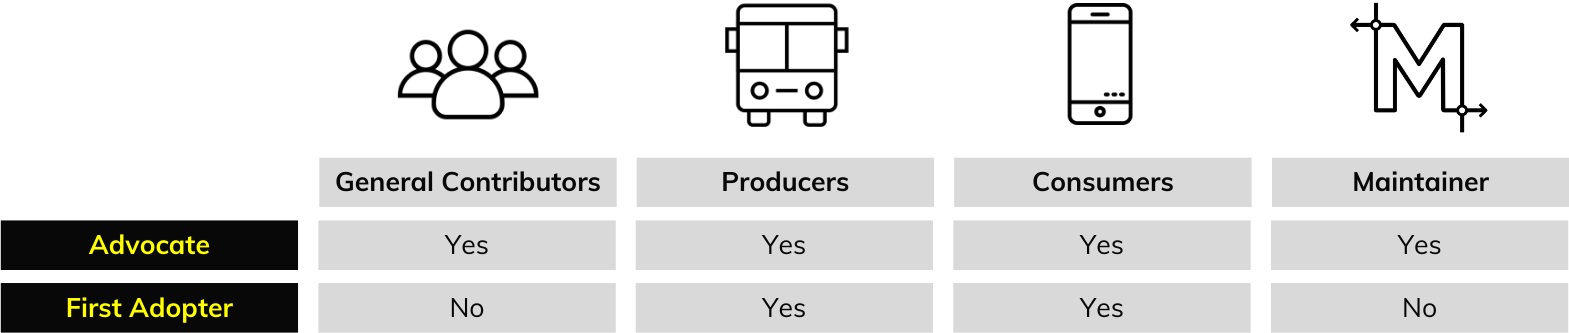 General Contributors
Producers
Consumers
Maintainer
Advocate
Yes
Yes
Yes
Yes
First Adopter
No
Yes
Yes
No